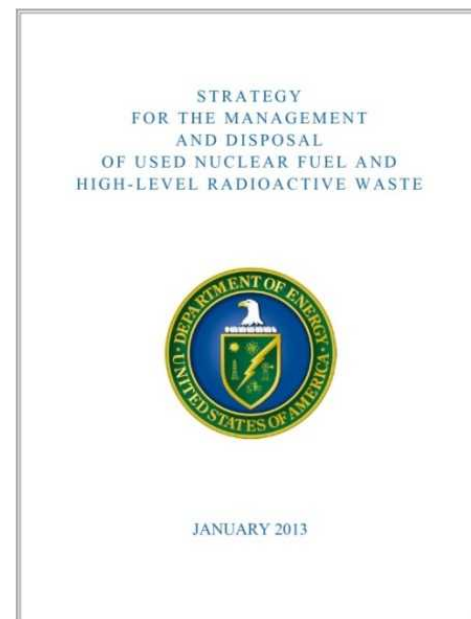 STRATEGY
FOR THE MANAGEMENT
AND DISPOSAL
OF USED NUCLEAR FUEL AND
HIGH-LEVEL RADIOACTIVE WASTE
DEPARTMENT OF ENERGY
UNITED STATES OF AMERICA
JANUARY 2013